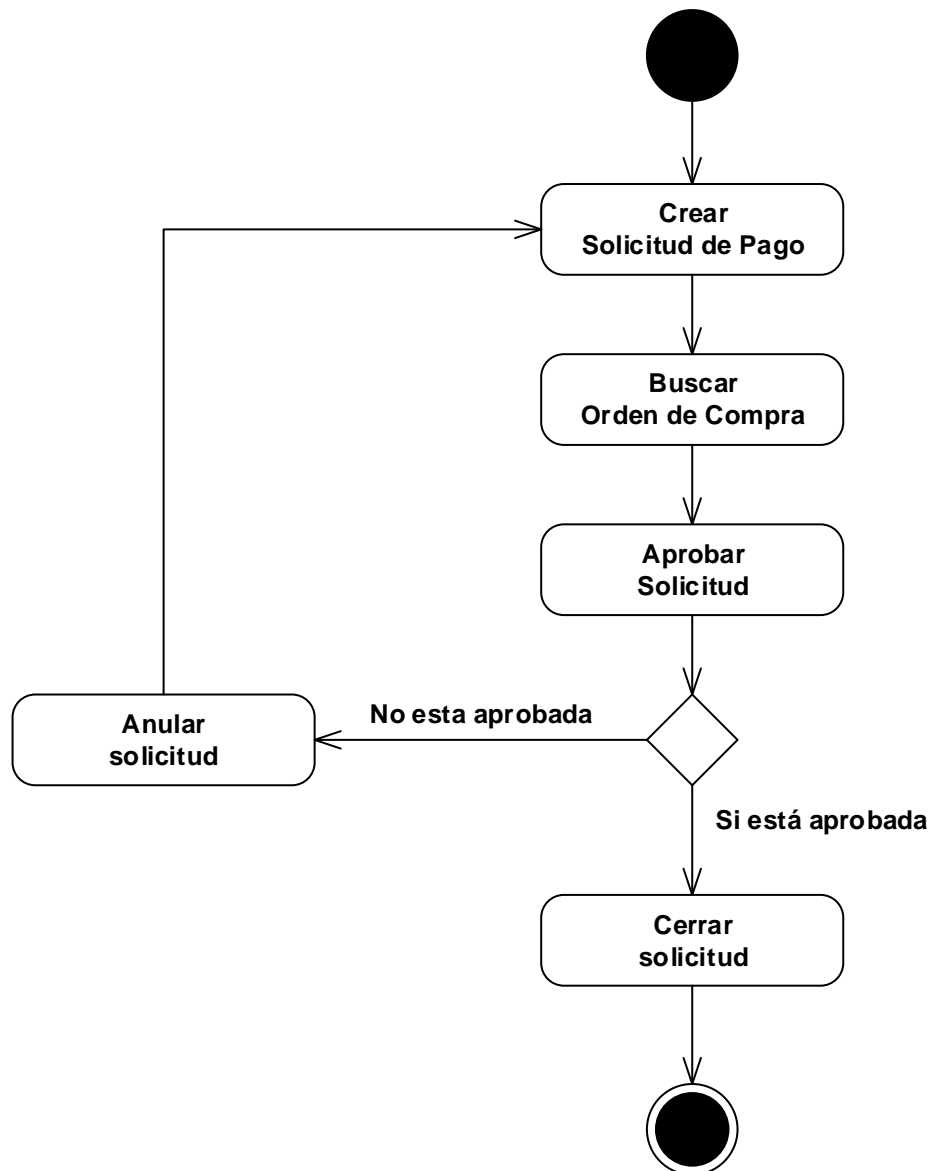 Crear
Solicitud de Pago
Buscar
Orden de Compra
Aprobar
Solicitud
No esta aprobada
Anular
solicitud
Si está aprobada
Cerrar
solicitud